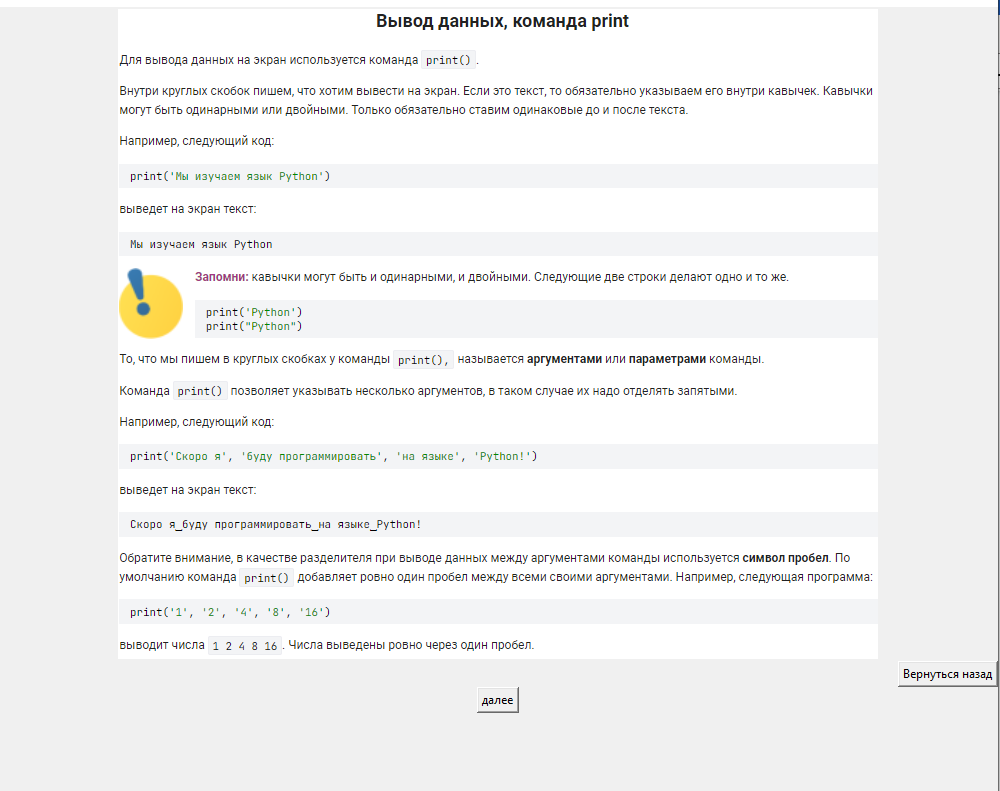 Вывод данных, команда print
Для вывода данных на экран используется команда print() .
Внутри круглых скобок пишем, что хотим вывести на экран. Если это текст, то обязательно указываем его внутри кавычек. Кавычки
могут быть одинарными или двойными. Только обязательно ставим одинаковые до и после текста.
Например, следующий код:
print('Мы изучаем язык Python')
выведет на экран текст:
Мы изучаем язык Python
Запомни: кавычки могут быть и одинарными, и двойными. Следующие две строки делают одно и то же.
print('Python')
print("Python")
То, что мы пишем в круглых скобках у команды print(), называется аргументами или параметрами команды.
Команда print() позволяет указывать несколько аргументов, в таком случае их надо отделять запятыми.
Например, следующий код:
print('Скоро я', 'буду программировать', 'на языке', 'Python!')
выведет на экран текст:
Скоро я_буду программировать_на языке_Python!
Обратите внимание, в качестве разделителя при выводе данных между аргументами команды используется символ пробел. По
умолчанию команда print() добавляет ровно один пробел между всеми своими аргументами. Например, следующая программа:
print('1', '2', '4', '8', '16')
выводит числа 1 2 4 8 16 . Числа выведены ровно через один пробел.
Вернуться назад
далее